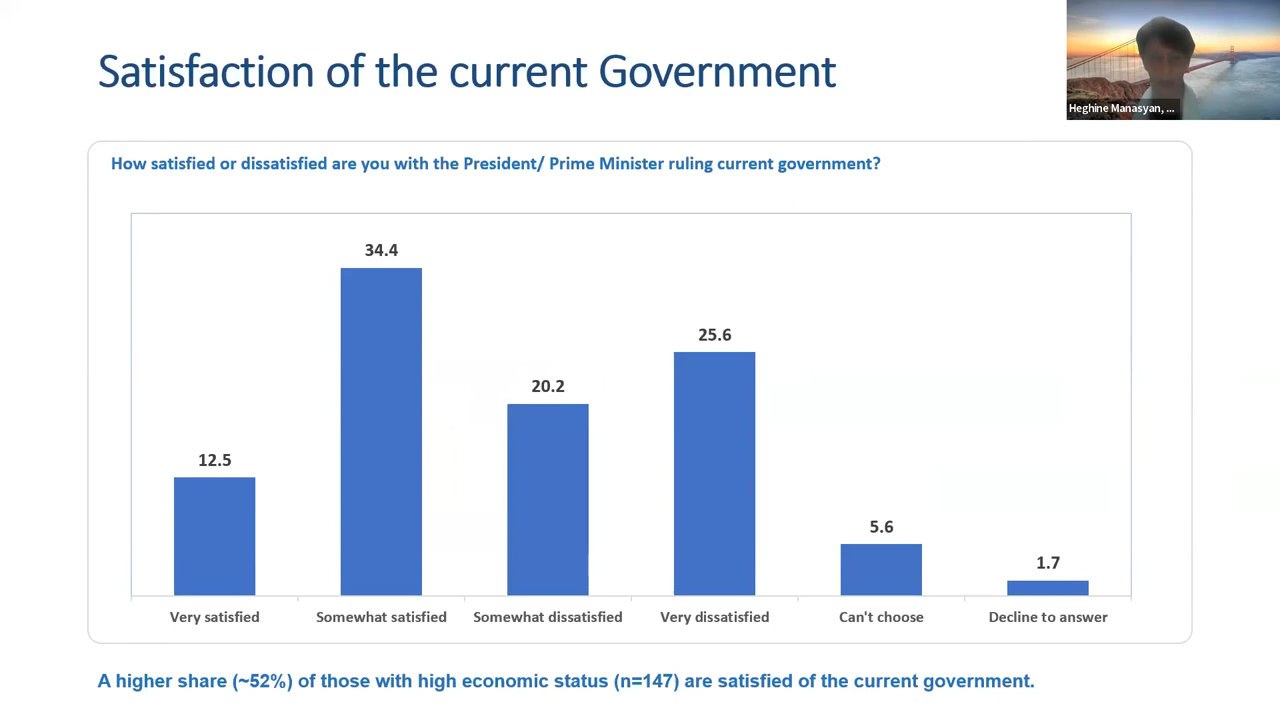 Satisfaction of the current Government
Heghine Manasyan, ...
How satisfied or dissatisfied are you with the President/ Prime Minister ruling current government?
34.4
25.6
20.2
12.5
5.6
1.7
Very satisfied
Somewhat satisfied
Somewhat dissatisfied
Very dissatisfied
Can't choose
Decline to answer
A higher share (~52%) of those with high economic status (n=147) are satisfied of the current government.